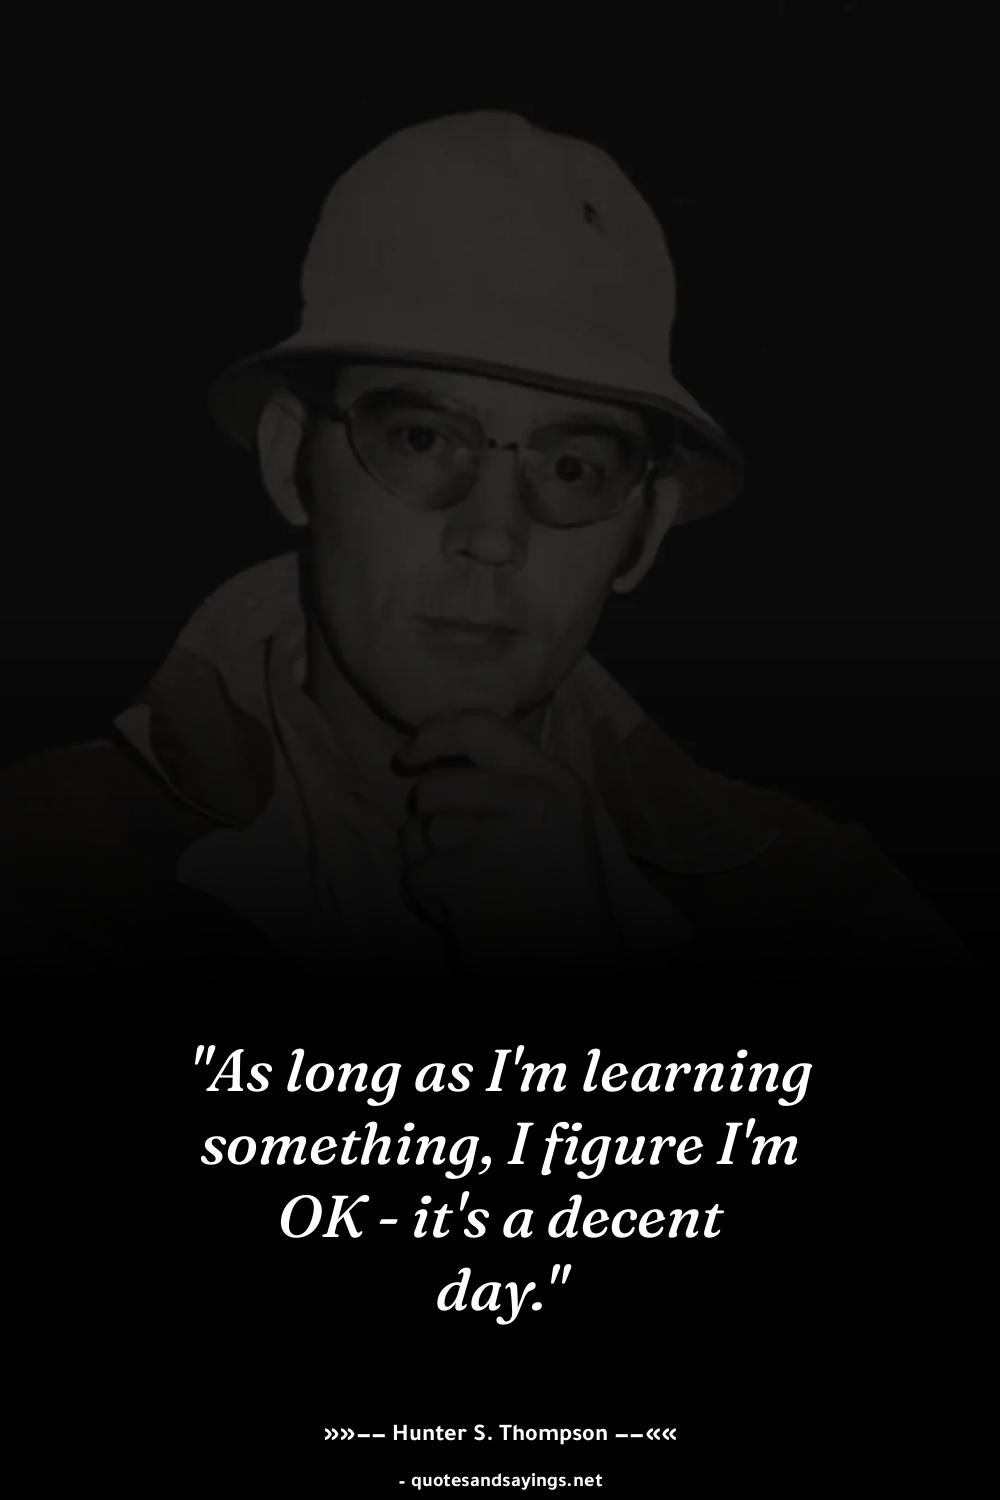 "As long as I'm learning
something, I figure I'm
OK - it's a decent
day."
»»−− Hunter S. Thompson −−««
- quotesandsayings.net